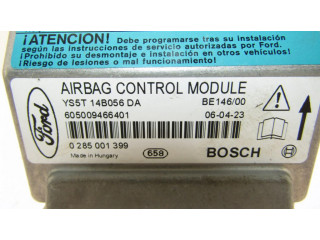 ¡ATENCION! Debe programarse tras su instalación
según las instrucciones de servicio autorizadas por Ford.
¡Prohibido su desmontaje e instalación en otro vehículo!
Riesgo de lesiones o mal funcionamiento!
Ford
AIRBAG CONTROL MODULE
YS5T 14B056 DA BE146/00
605009466401 06-04-23
0 285 001 399
Made in Hungary 658 BOSCH